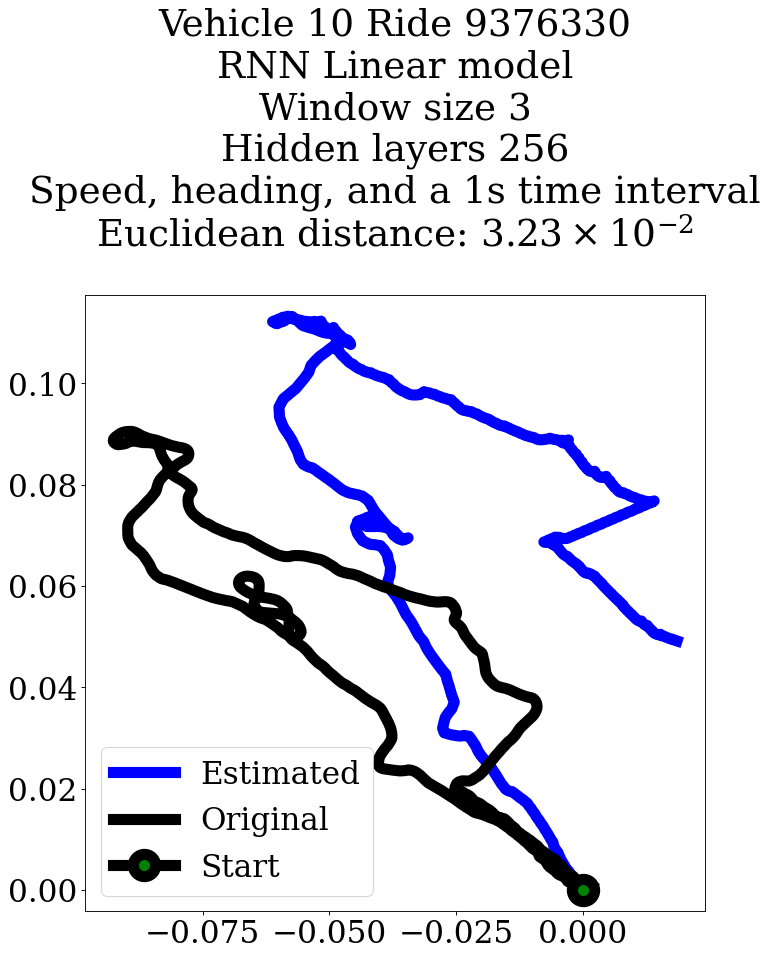 Vehicle 10 Ride 9376330
RNN Linear model
Window size 3
Hidden layers 256
Speed, heading, and a 1s time interval
Euclidean distance: 3.23 × 10⁻²
0.10
0.08
0.06
0.04
0.02
0.00
Estimated
Original
Start
−0.075 −0.050 −0.025 0.000